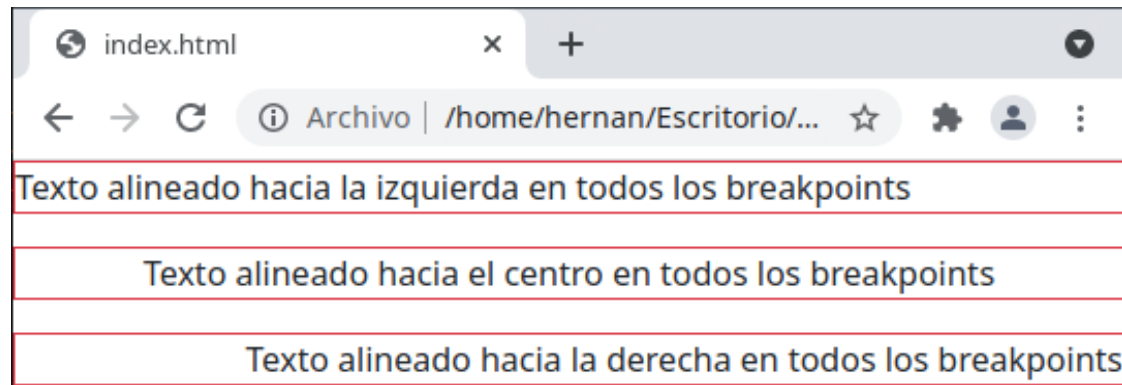 index.html
Archivo /home/hernan/Escritorio/...
Texto alineado hacia la izquierda en todos los breakpoints
Texto alineado hacia el centro en todos los breakpoints
Texto alineado hacia la derecha en todos los breakpoints